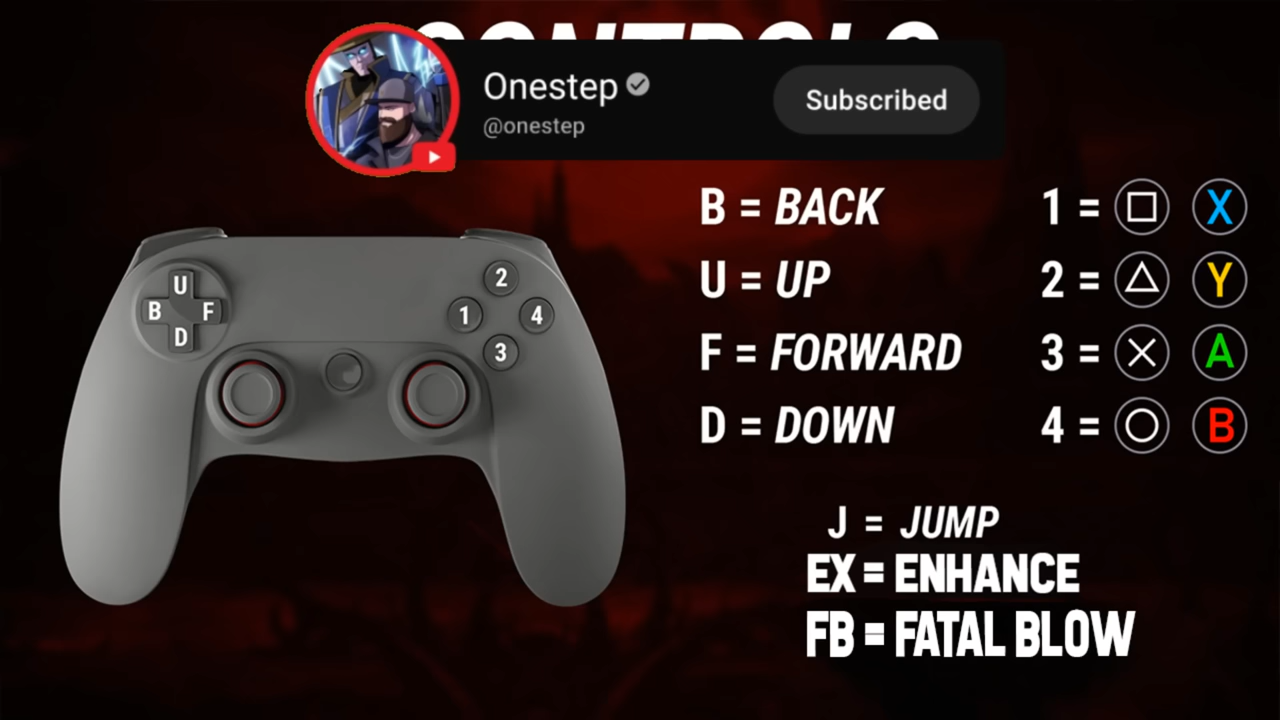 CONTROLS
Onestep
@onestep
Subscribed
B = BACK
1 = X
U = UP
2 = Y
F = FORWARD
3 = A
D = DOWN
4 = B
J = JUMP
EX = ENHANCE
FB = FATAL BLOW
U
B F
D
2
1 4
3